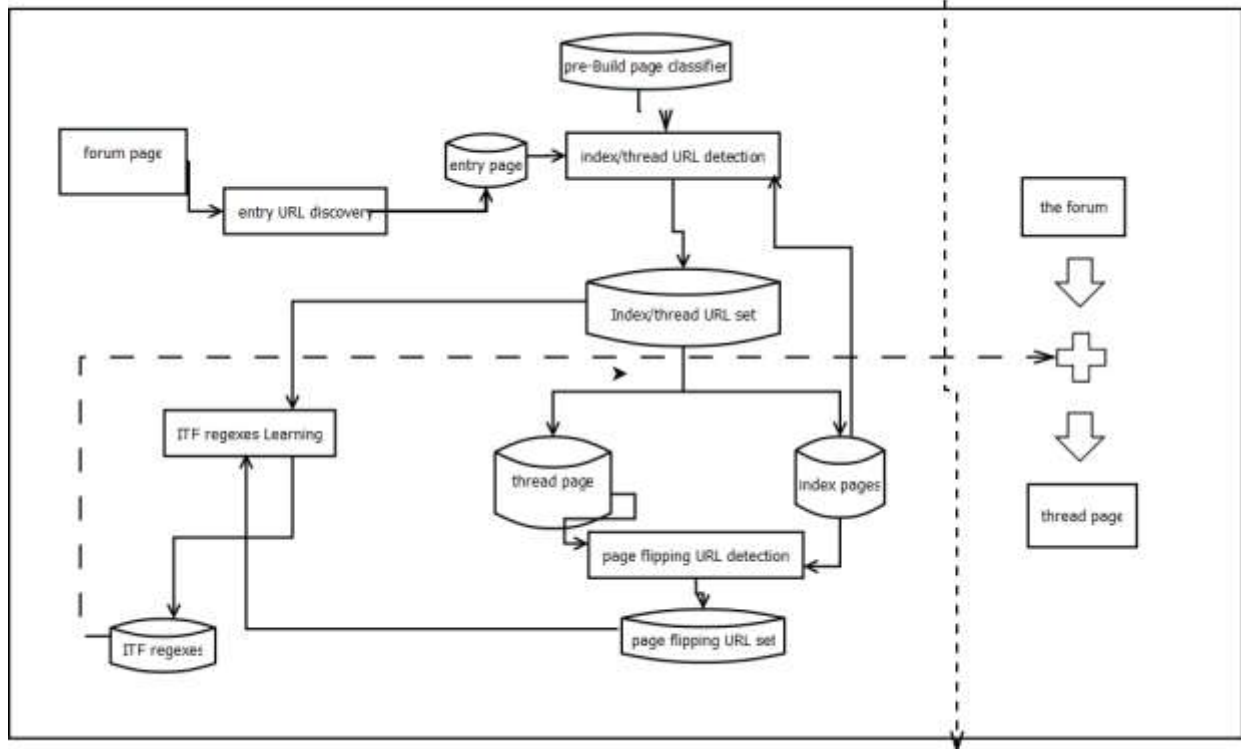 pre-Build page classifier
forum page
entry page
index/thread URL detection
entry URL discovery
the forum
Index/thread URL set
ITF regexes Learning
thread page
index pages
thread page
page flipping URL detection
ITF regexes
page flipping URL set